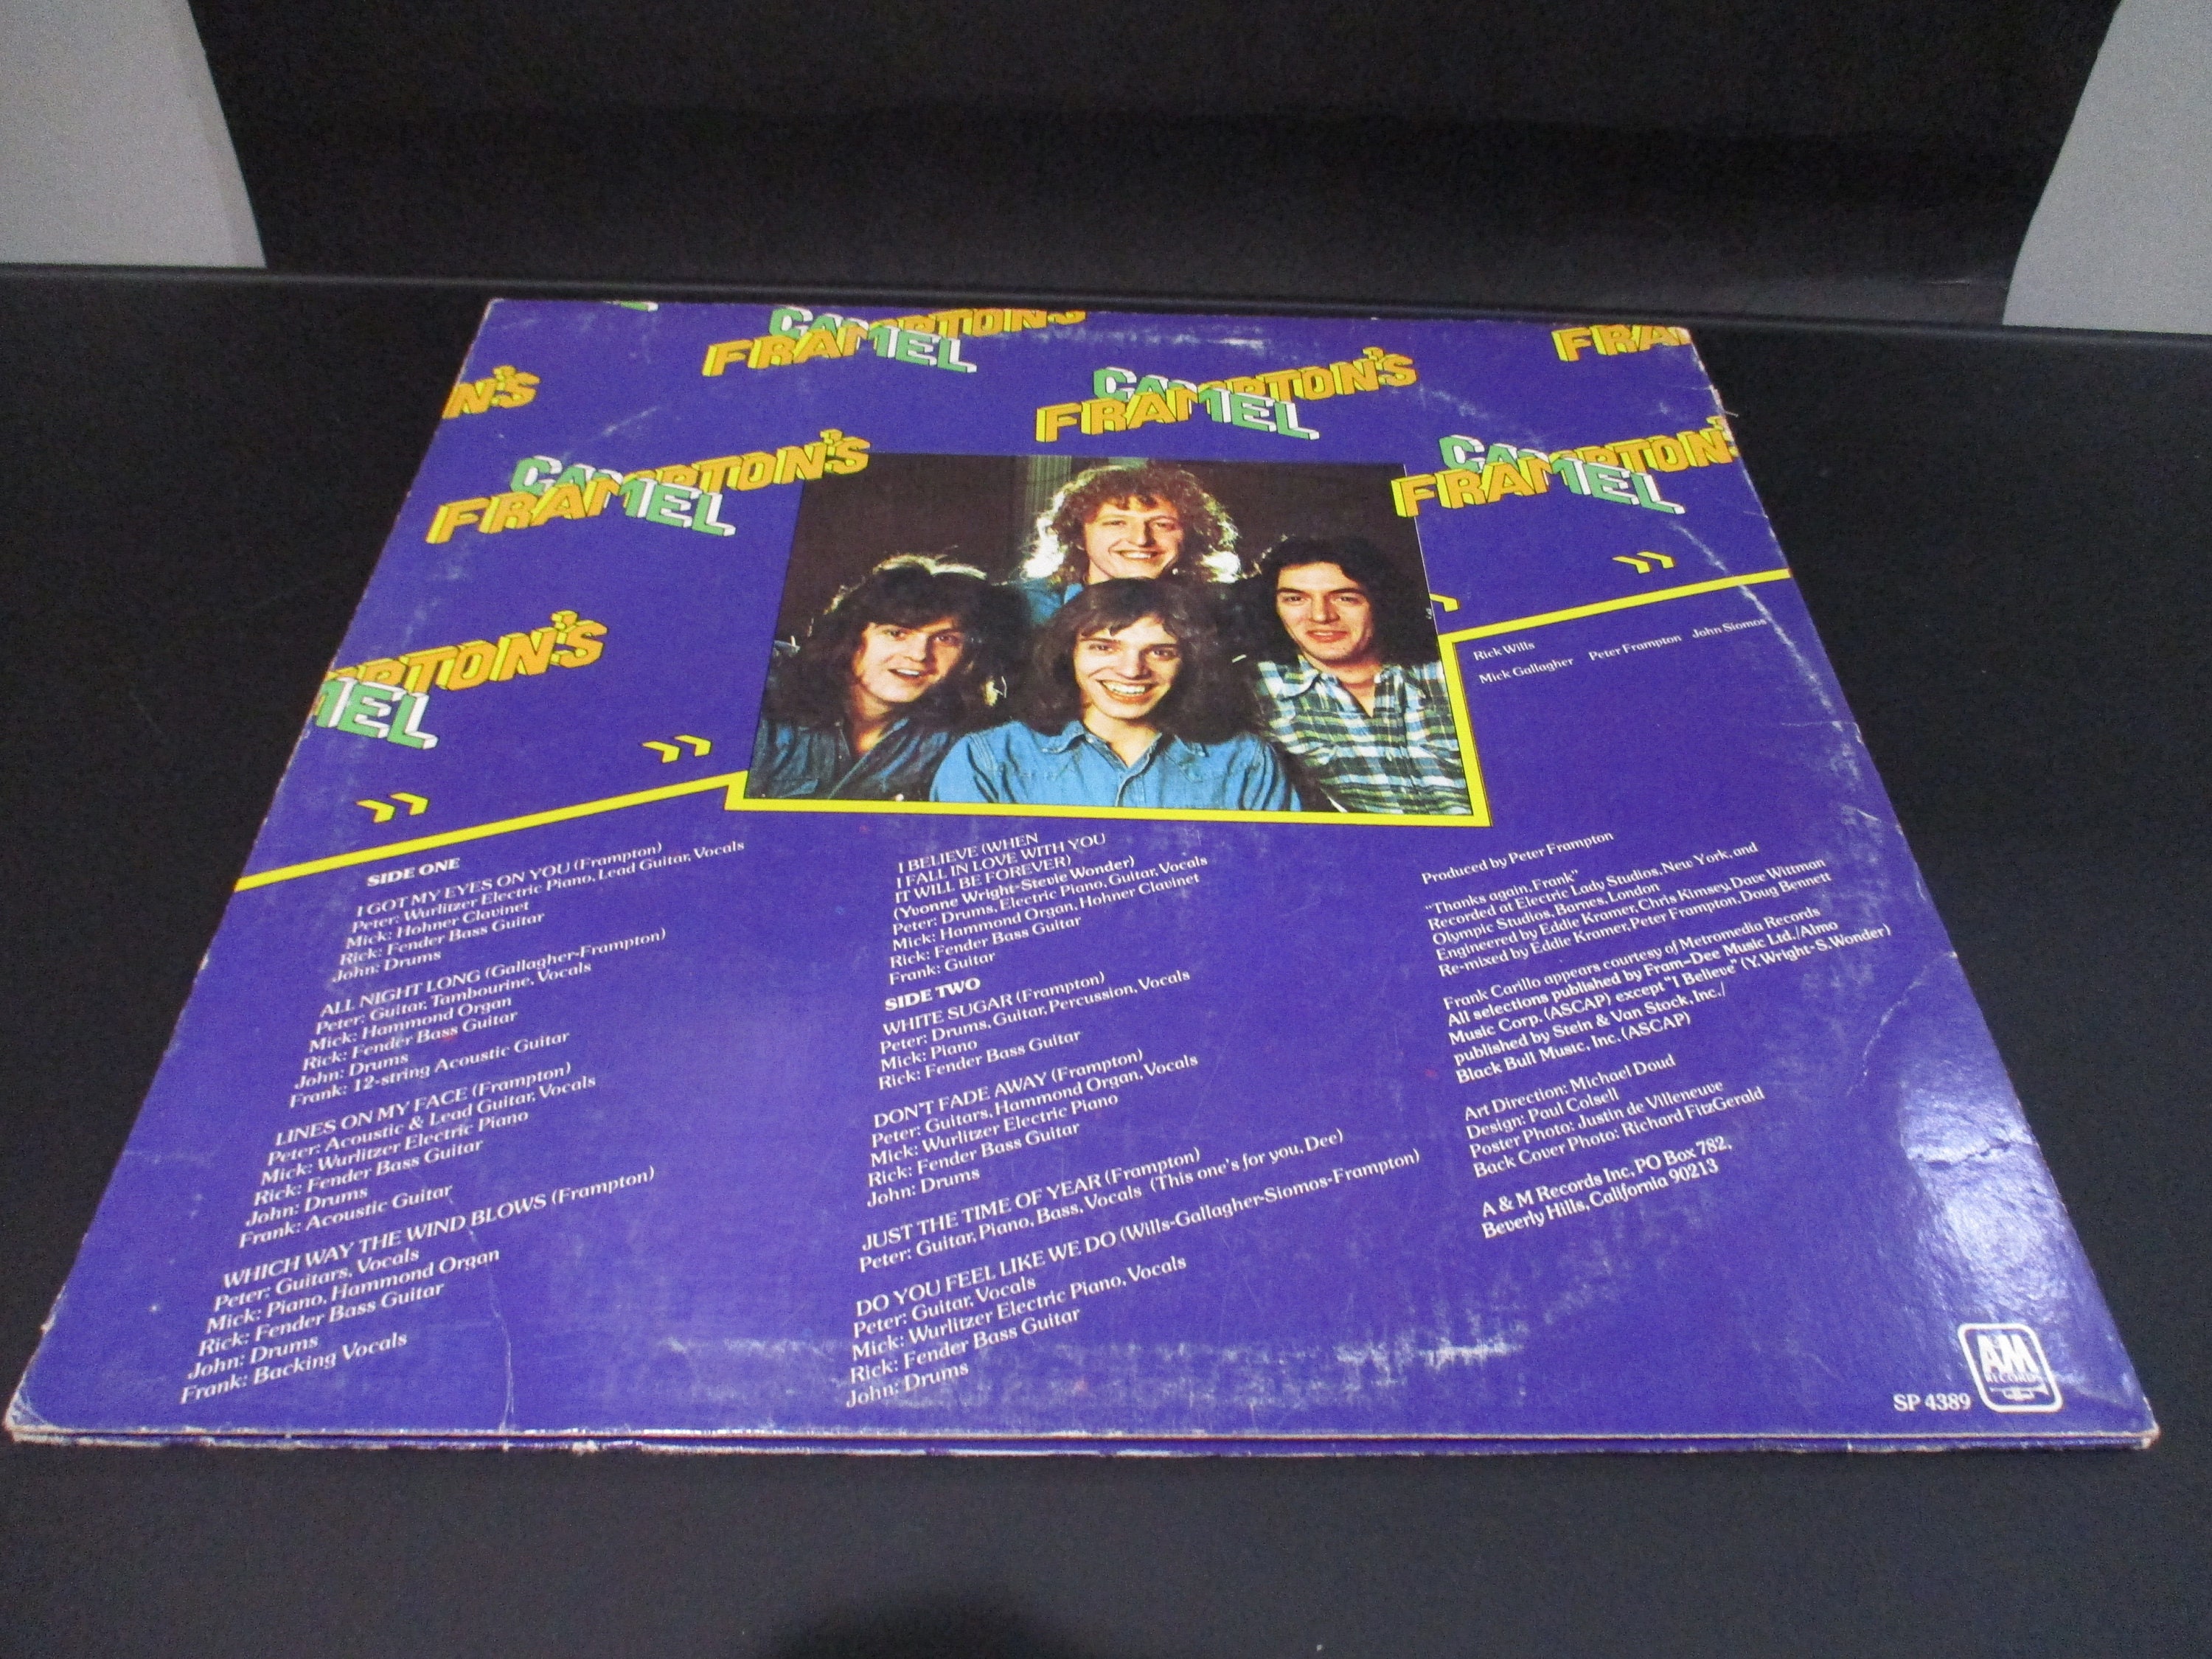 CAMEL
FRAMPTON'S
CAMEL
FRAMPTON'S
FRA
N'S
CAMEL
FRAMPTON'S
CAMEL
FRAMPTON'S
PTON'S
MEL
Rick Wills
Mick Gallagher Peter Frampton John Siomos
SIDE ONE
I GOT MY EYES ON YOU (Frampton)
Peter: Wurlitzer Electric Piano, Lead Guitar, Vocals
Mick: Hohner Clavinet
Rick: Fender Bass Guitar
John: Drums
ALL NIGHT LONG (Gallagher-Frampton)
Peter: Guitar, Tambourine, Vocals
Mick: Hammond Organ
Rick: Fender Bass Guitar
John: Drums
Frank: 12-string Acoustic Guitar
LINES ON MY FACE (Frampton)
Peter: Acoustic & Lead Guitar, Vocals
Mick: Wurlitzer Electric Piano
Rick: Fender Bass Guitar
John: Drums
Frank: Acoustic Guitar
WHICH WAY THE WIND BLOWS (Frampton)
Peter: Guitars, Vocals
Mick: Piano, Hammond Organ
Rick: Fender Bass Guitar
John: Drums
Frank: Backing Vocals
I BELIEVE (WHEN
I FALL IN LOVE WITH YOU
IT WILL BE FOREVER)
(Yvonne Wright-Stevie Wonder)
Peter: Drums, Electric Piano, Guitar, Vocals
Mick: Hammond Organ, Hohner Clavinet
Rick: Fender Bass Guitar
Frank: Guitar
SIDE TWO
WHITE SUGAR (Frampton)
Peter: Drums, Guitar, Percussion, Vocals
Mick: Piano
Rick: Fender Bass Guitar
DON'T FADE AWAY (Frampton)
Peter: Guitars, Hammond Organ, Vocals
Mick: Wurlitzer Electric Piano
Rick: Fender Bass Guitar
John: Drums
JUST THE TIME OF YEAR (Frampton)
Peter: Guitar, Piano, Bass, Vocals (This one's for you, Dee)
DO YOU FEEL LIKE WE DO (Wills-Gallagher-Siomos-Frampton)
Peter: Guitar, Vocals
Mick: Wurlitzer Electric Piano, Vocals
Rick: Fender Bass Guitar
John: Drums
Produced by Peter Frampton
"Thanks again, Frank"
Recorded at Electric Lady Studios, New York, and
Olympic Studios, Barnes, London
Engineered by Eddie Kramer, Chris Kimsey, Dave Wittman
Re-mixed by Eddie Kramer, Peter Frampton, Doug Bennett
Frank Carillo appears courtesy of Metromedia Records
All selections published by Fram-Dee Music Ltd./Almo
Music Corp. (ASCAP) except "I Believe" (Y. Wright-S. Wonder)
published by Stein & Van Stock, Inc./
Black Bull Music, Inc. (ASCAP)
Art Direction: Michael Doud
Design: Paul Colsell
Poster Photo: Justin de Villeneuve
Back Cover Photo: Richard FitzGerald
A & M Records Inc, PO Box 782,
Beverly Hills, California 90213
SP 4389
A&M
RECORDS